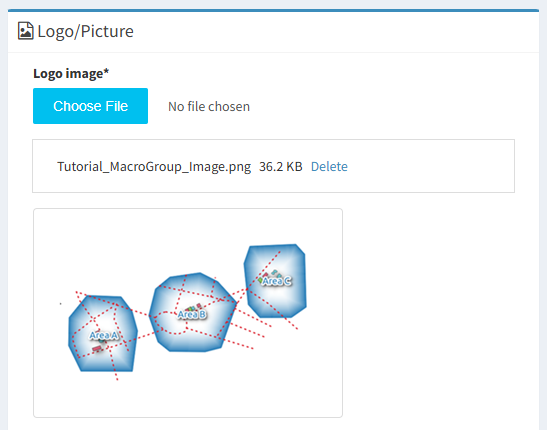 Logo/Picture
Logo image*
Choose File No file chosen
Tutorial_MacroGroup_Image.png 36.2 KB Delete
Area C
Area B
Area A